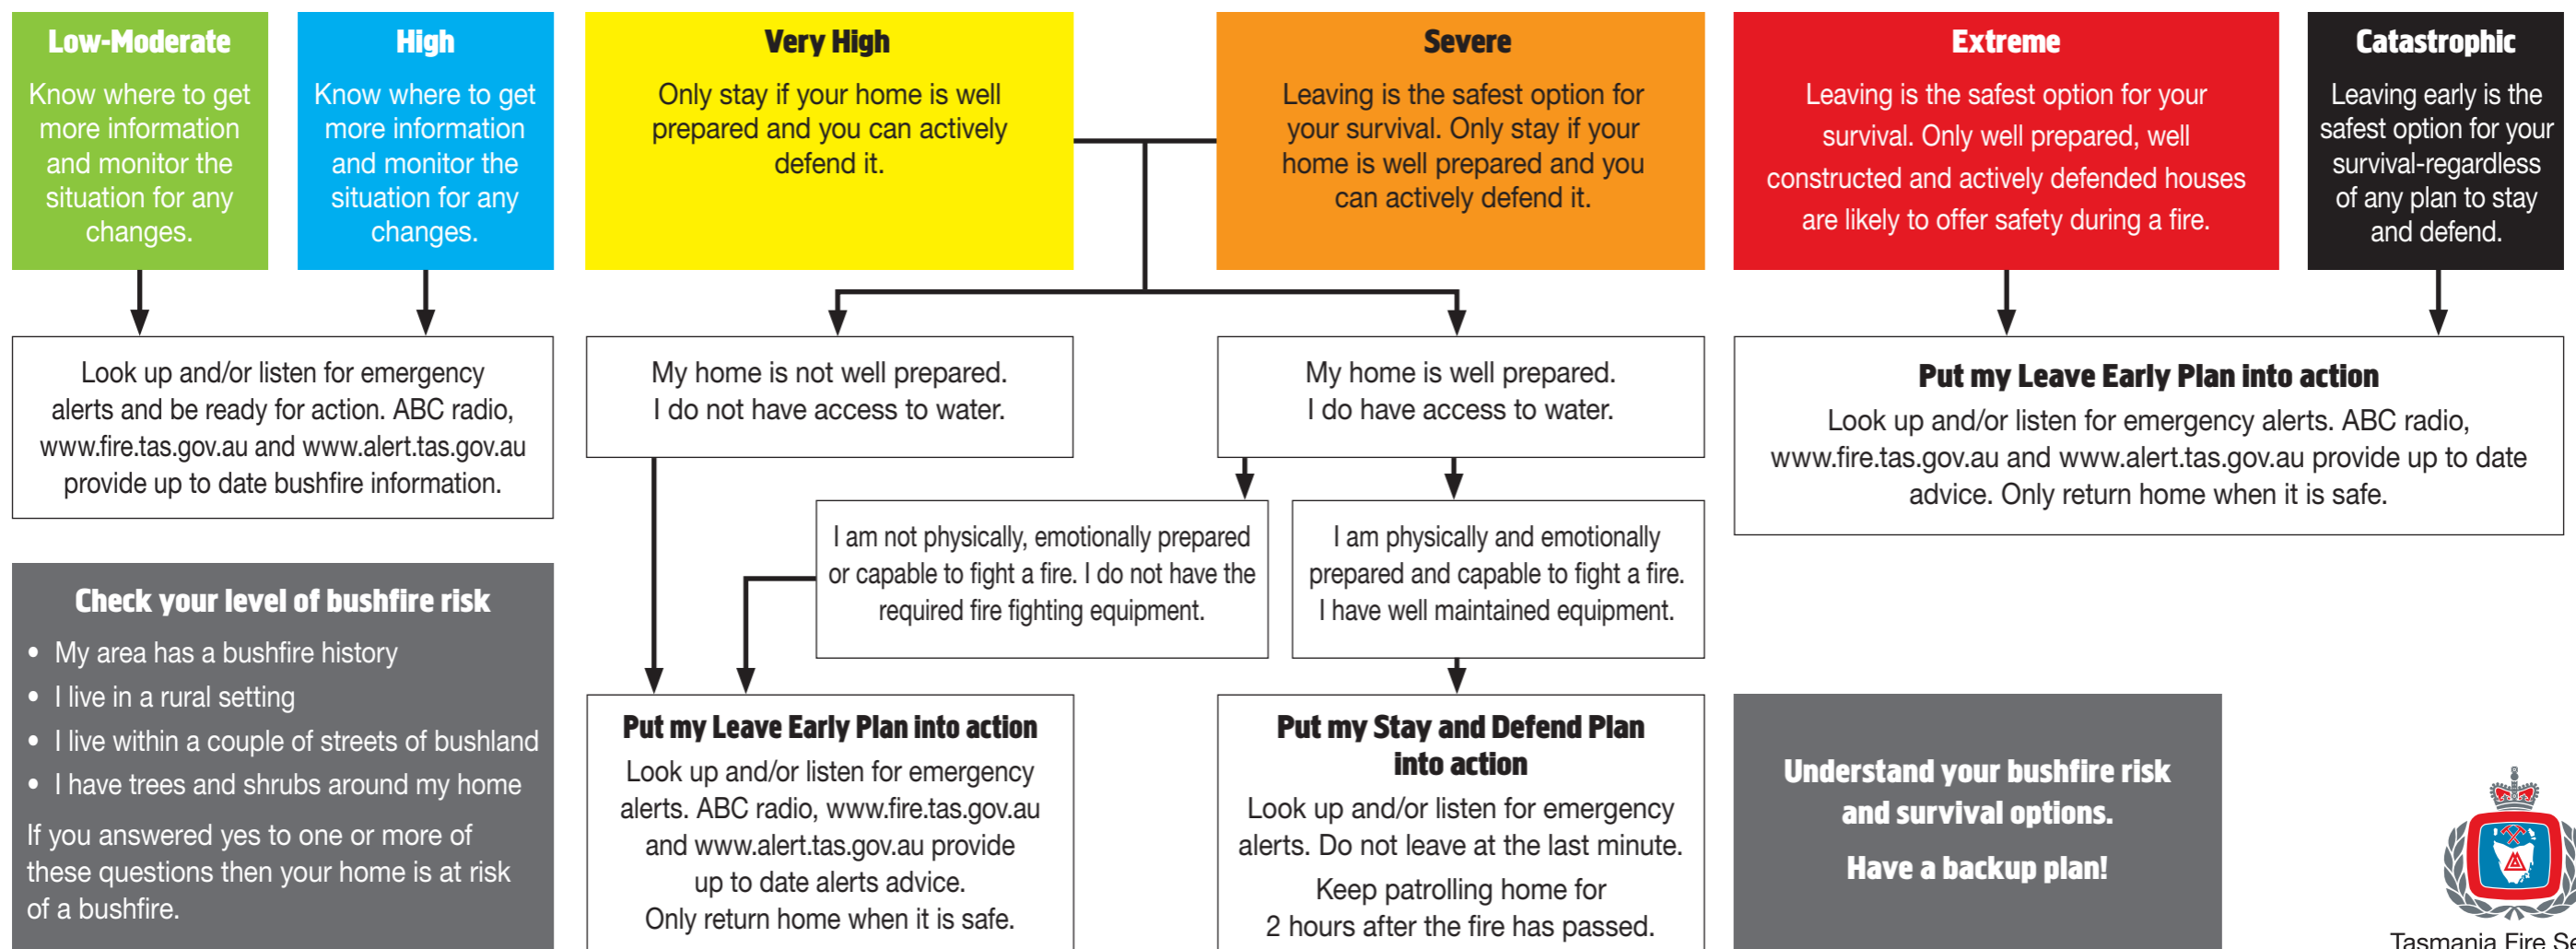 Low-Moderate
Know where to get
more information
and monitor the
situation for any
changes.
High
Know where to get
more information
and monitor the
situation for any
changes.
Very High
Only stay if your home is well
prepared and you can actively
defend it.
Severe
Leaving is the safest option for
your survival. Only stay if your
home is well prepared and you
can actively defend it.
Extreme
Leaving is the safest option for your
survival. Only well prepared, well
constructed and actively defended houses
are likely to offer safety during a fire.
Catastrophic
Leaving early is the
safest option for your
survival-regardless
of any plan to stay
and defend.
Look up and/or listen for emergency
alerts and be ready for action. ABC radio,
www.fire.tas.gov.au and www.alert.tas.gov.au
provide up to date bushfire information.
My home is not well prepared.
I do not have access to water.
My home is well prepared.
I do have access to water.
Put my Leave Early Plan into action
Look up and/or listen for emergency alerts. ABC radio,
www.fire.tas.gov.au and www.alert.tas.gov.au provide up to date
advice. Only return home when it is safe.
I am not physically, emotionally prepared
or capable to fight a fire. I do not have the
required fire fighting equipment.
I am physically and emotionally
prepared and capable to fight a fire.
I have well maintained equipment.
Check your level of bushfire risk
• My area has a bushfire history
• I live in a rural setting
• I live within a couple of streets of bushland
• I have trees and shrubs around my home
If you answered yes to one or more of
these questions then your home is at risk
of a bushfire.
Put my Leave Early Plan into action
Look up and/or listen for emergency
alerts. ABC radio, www.fire.tas.gov.au
and www.alert.tas.gov.au provide
up to date alerts advice.
Only return home when it is safe.
Put my Stay and Defend Plan
into action
Look up and/or listen for emergency
alerts. Do not leave at the last minute.
Keep patrolling home for
2 hours after the fire has passed.
Understand your bushfire risk
and survival options.
Have a backup plan!
Tasmania Fire